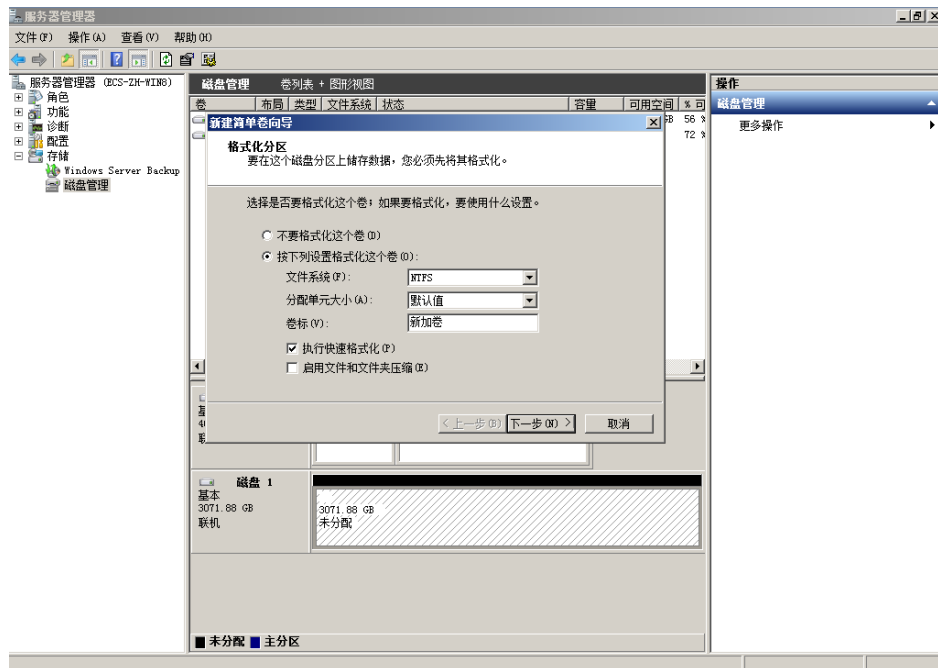 服务器管理器
文件(F) 操作(A) 查看(V) 帮助(H)
服务器管理器 (ECS-ZH-WIN8)
角色
功能
诊断
配置
存储
Windows Server Backup
磁盘管理
磁盘管理 卷列表 + 图形视图
卷 布局 类型 文件系统 状态 容量 可用空间 % 可
56 %
72 %
新建简单卷向导
格式化分区
要在这个磁盘分区上储存数据，您必须先将其格式化。
选择是否要格式化这个卷；如果要格式化，要使用什么设置。
不要格式化这个卷(D)
按下列设置格式化这个卷(O):
文件系统(F): NTFS
分配单元大小(A): 默认值
卷标(V): 新加卷
执行快速格式化(P)
启用文件和文件夹压缩(E)
< 上一步(B) 下一步(N) > 取消
磁盘 1
基本
3071.88 GB
联机
3071.88 GB
未分配
未分配 主分区
操作
磁盘管理
更多操作